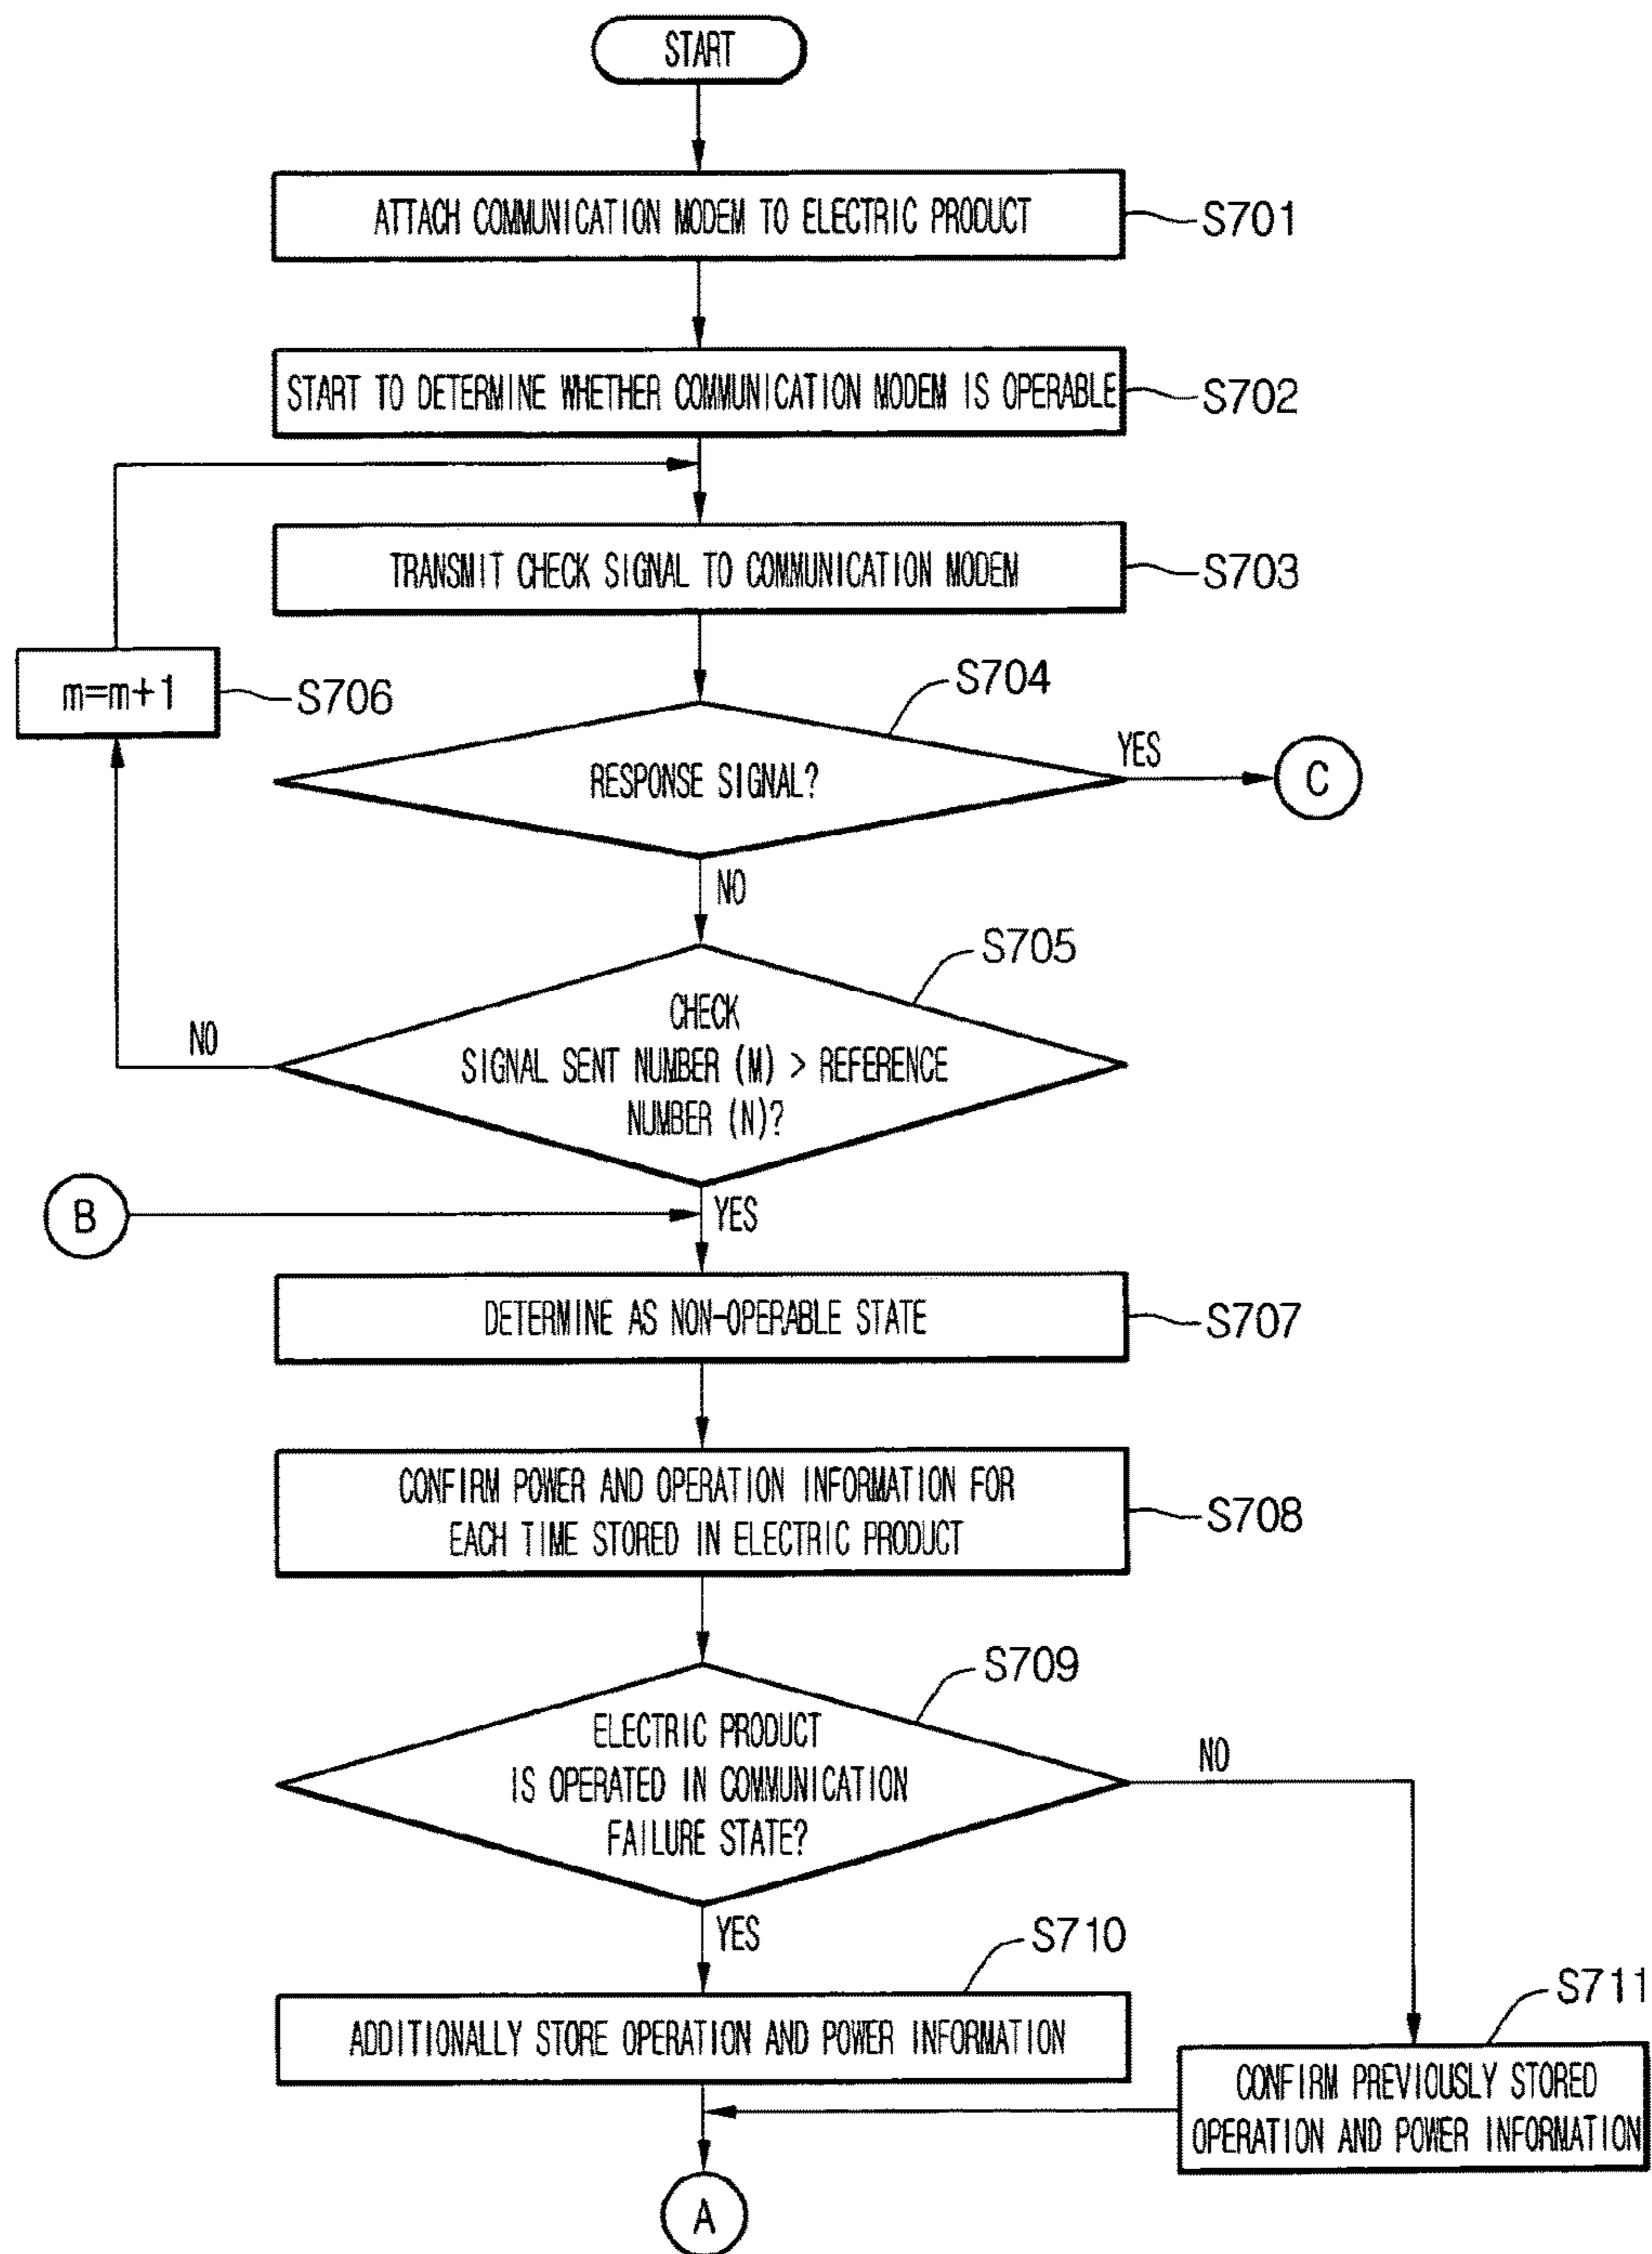 START
ATTACH COMMUNICATION MODEM TO ELECTRIC PRODUCT
S701
START TO DETERMINE WHETHER COMMUNICATION MODEM IS OPERABLE
S702
TRANSMIT CHECK SIGNAL TO COMMUNICATION MODEM
S703
m=m+1
S706
S704
RESPONSE SIGNAL?
YES
C
NO
S705
CHECK
SIGNAL SENT NUMBER (M) > REFERENCE
NUMBER (N)?
NO
B
YES
DETERMINE AS NON-OPERABLE STATE
S707
CONFIRM POWER AND OPERATION INFORMATION FOR
EACH TIME STORED IN ELECTRIC PRODUCT
S708
S709
ELECTRIC PRODUCT
IS OPERATED IN COMMUNICATION
FAILURE STATE?
NO
YES
S710
ADDITIONALLY STORE OPERATION AND POWER INFORMATION
S711
CONFIRM PREVIOUSLY STORED
OPERATION AND POWER INFORMATION
A